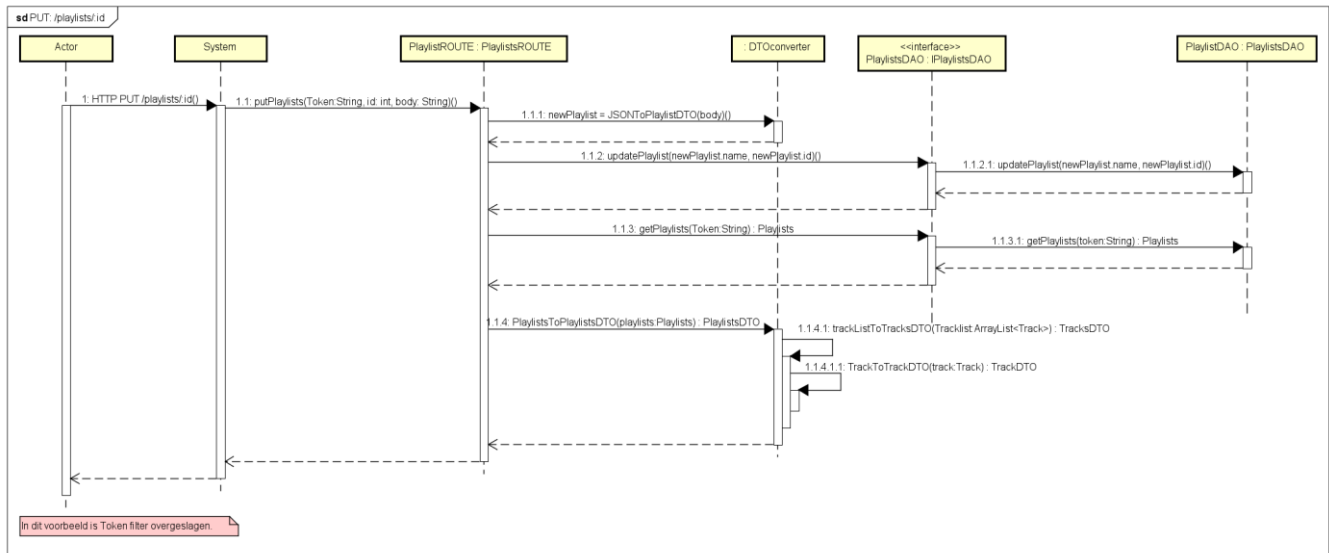 sd PUT: /playlists/:id
Actor
System
PlaylistROUTE : PlaylistsROUTE
: DTOconverter
<<interface>>
PlaylistsDAO : IPlaylistsDAO
PlaylistDAO : PlaylistsDAO
1: HTTP PUT /playlists/:id()
1.1: putPlaylists(Token:String, id: int, body: String)()
1.1.1: newPlaylist = JSONToPlaylistDTO(body)()
1.1.2: updatePlaylist(newPlaylist.name, newPlaylist.id)()
1.1.2.1: updatePlaylist(newPlaylist.name, newPlaylist.id)()
1.1.3: getPlaylists(Token:String) : Playlists
1.1.3.1: getPlaylists(token:String) : Playlists
1.1.4: PlaylistsToPlaylistsDTO(playlists:Playlists) : PlaylistsDTO
1.1.4.1: trackListToTracksDTO(Tracklist:ArrayList<Track>) : TracksDTO
1.1.4.1.1: TrackToTrackDTO(track:Track) : TrackDTO
In dit voorbeeld is Token filter overgeslagen.